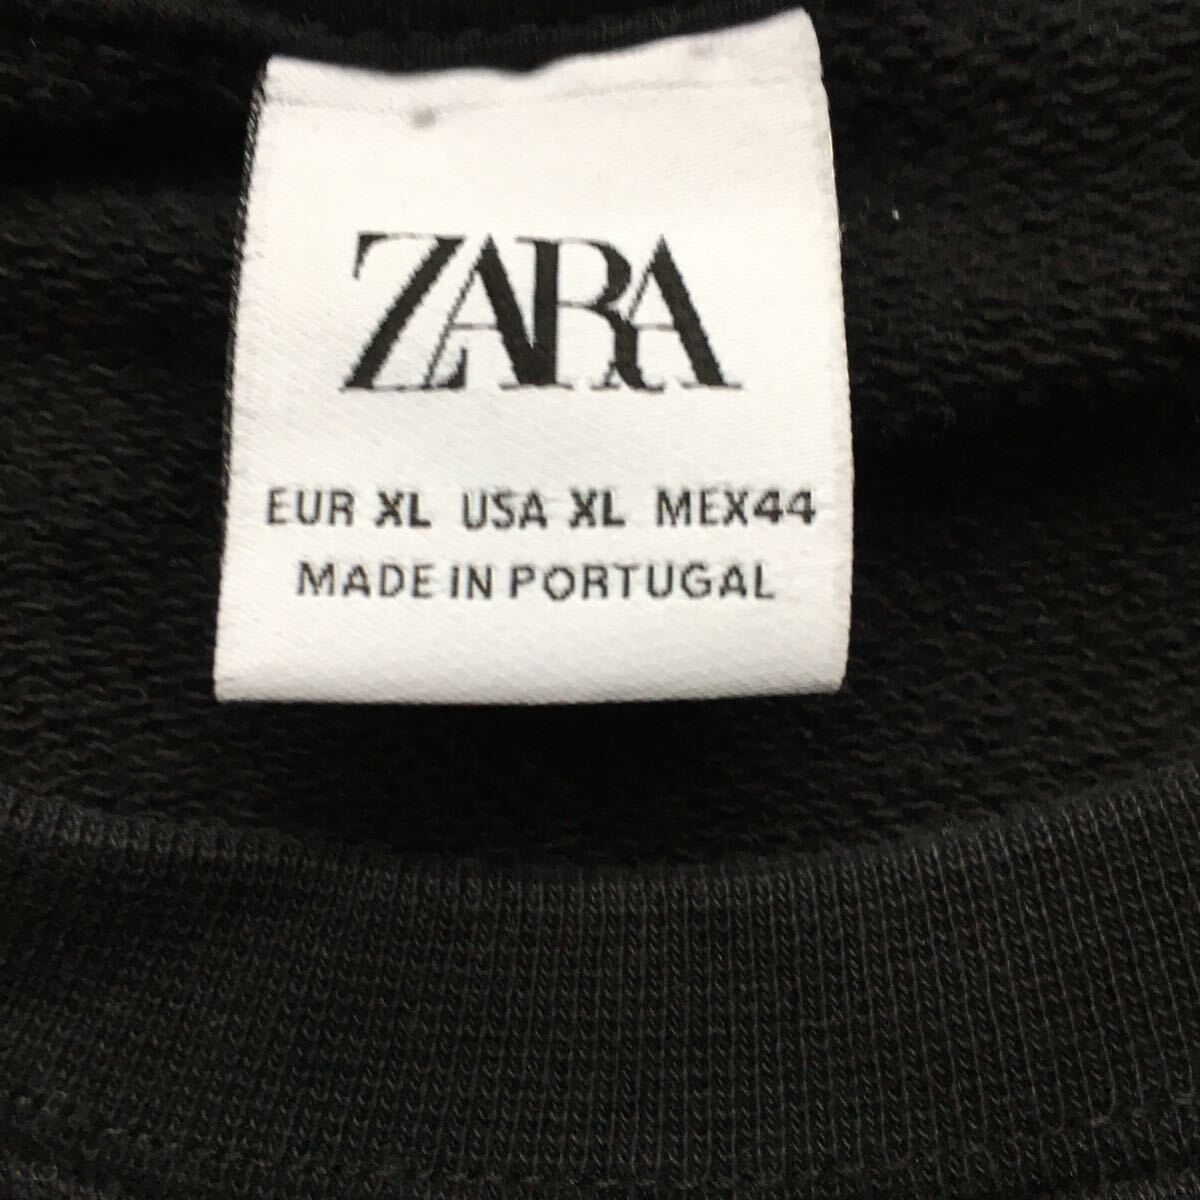 ZARA
EUR XL USA XL MEX44
MADE IN PORTUGAL